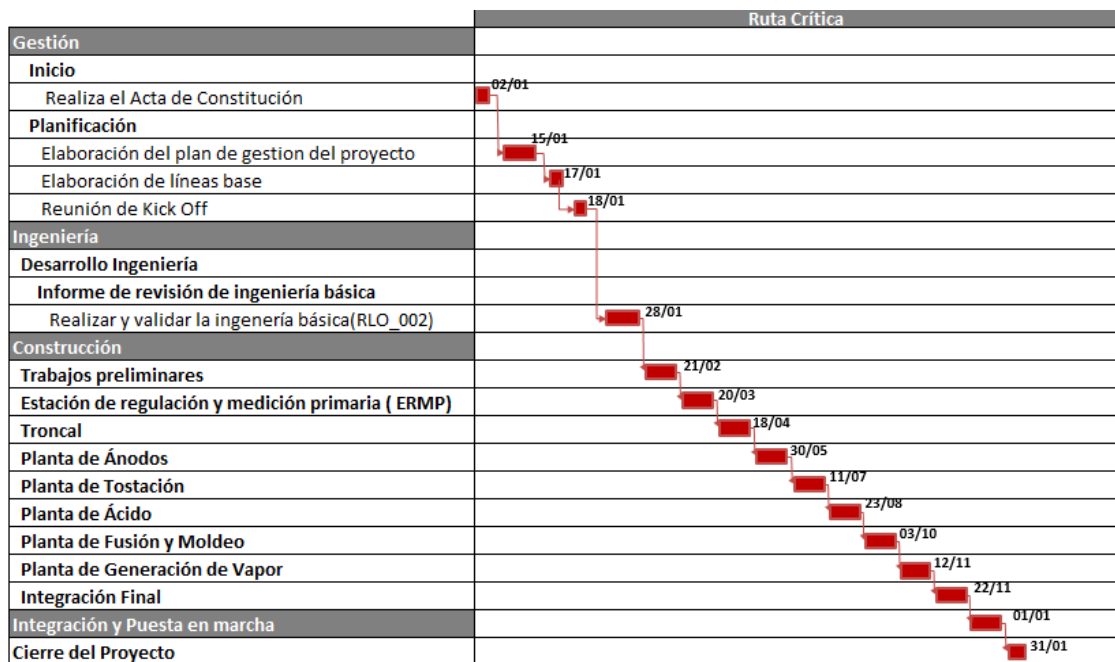 Ruta Crítica
Gestión
Inicio
Realiza el Acta de Constitución 02/01
Planificación
Elaboración del plan de gestion del proyecto 15/01
Elaboración de líneas base 17/01
Reunión de Kick Off 18/01
Ingeniería
Desarrollo Ingeniería
Informe de revisión de ingeniería básica
Realizar y validar la ingenería básica(RLO_002) 28/01
Construcción
Trabajos preliminares 21/02
Estación de regulación y medición primaria ( ERMP) 20/03
Troncal 18/04
Planta de Ánodos 30/05
Planta de Tostación 11/07
Planta de Ácido 23/08
Planta de Fusión y Moldeo 03/10
Planta de Generación de Vapor 12/11
Integración Final 22/11
Integración y Puesta en marcha 01/01
Cierre del Proyecto 31/01